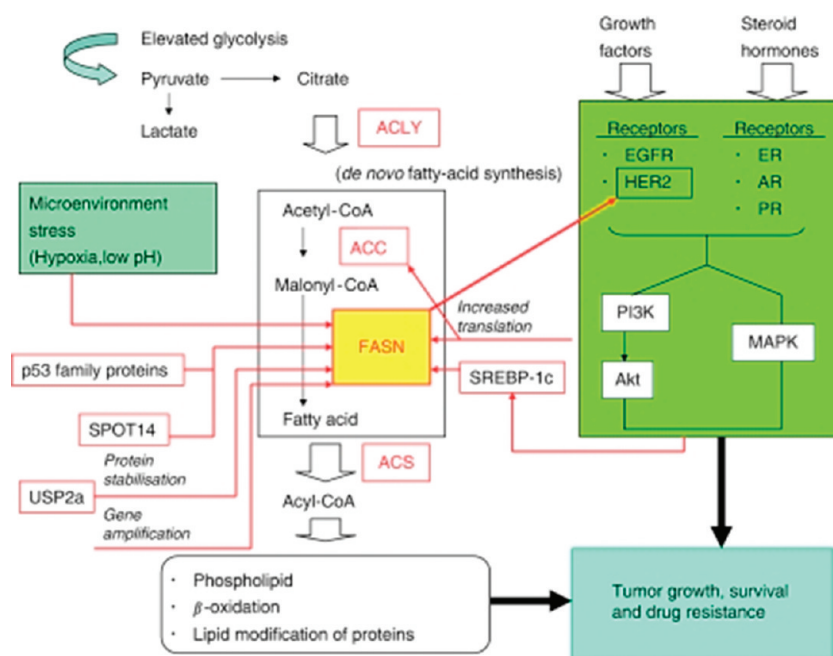 Elevated glycolysis
Pyruvate
Citrate
Lactate
ACLY
(de novo fatty-acid synthesis)
Microenvironment
stress
(Hypoxia,low pH)
Acetyl-CoA
ACC
Malonyl-CoA
FASN
Increased
translation
p53 family proteins
SREBP-1c
SPOT14
Fatty acid
Protein
stabilisation
USP2a
ACS
Gene
amplification
Acyl-CoA
· Phospholipid
· β-oxidation
· Lipid modification of proteins
Growth
factors
Steroid
hormones
Receptors
· EGFR
· HER2
Receptors
· ER
· AR
· PR
PI3K
MAPK
Akt
Tumor growth, survival
and drug resistance